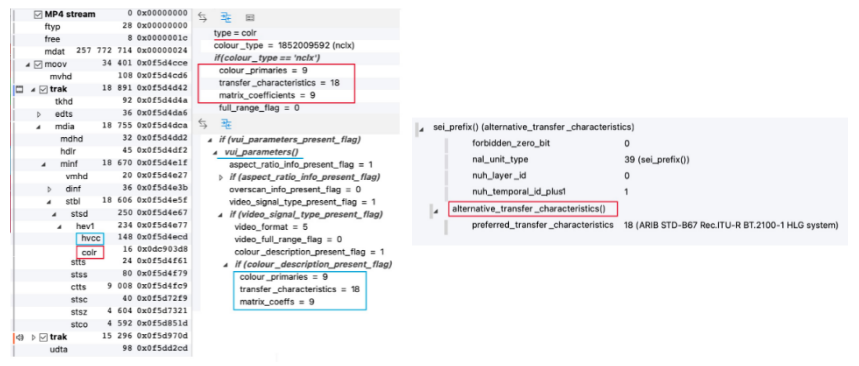 MP4 stream 0 0x00000000
ftyp 28 0x00000000
free 8 0x0000001c
mdat 257 772 714 0x00000024
moov 34 401 0x0f5d4cce
mvhd 108 0x0f5d4cd6
trak 18 891 0x0f5d4d42
tkhd 92 0x0f5d4d4a
edts 36 0x0f5d4da6
mdia 18 755 0x0f5d4dca
mdhd 32 0x0f5d4dd2
hdlr 45 0x0f5d4df2
minf 18 670 0x0f5d4e1f
vmhd 20 0x0f5d4e27
dinf 36 0x0f5d4e3b
stbl 18 606 0x0f5d4e5f
stsd 250 0x0f5d4e67
hev1 234 0x0f5d4e77
hvcc 148 0x0f5d4ecd
colr 16 0x0dc903d8
stts 24 0x0f5d4f61
stss 80 0x0f5d4f79
ctts 9 008 0x0f5d4fc9
stsc 40 0x0f5d72f9
stsz 4 604 0x0f5d7321
stco 4 592 0x0f5d851d
trak 15 296 0x0f5d970d
udta 98 0x0f5dd2cd
type = colr
colour_type = 1852009592 (nclx)
if(colour_type == 'nclx')
colour_primaries = 9
transfer_characteristics = 18
matrix_coefficients = 9
full_range_flag = 0
if (vui_parameters_present_flag)
vui_parameters()
aspect_ratio_info_present_flag = 1
if (aspect_ratio_info_present_flag)
overscan_info_present_flag = 0
video_signal_type_present_flag = 1
if (video_signal_type_present_flag)
video_format = 5
video_full_range_flag = 0
colour_description_present_flag = 1
if (colour_description_present_flag)
colour_primaries = 9
transfer_characteristics = 18
matrix_coeffs = 9
sei_prefix() (alternative_transfer_characteristics)
forbidden_zero_bit 0
nal_unit_type 39 (sei_prefix())
nuh_layer_id 0
nuh_temporal_id_plus1 1
alternative_transfer_characteristics()
preferred_transfer_characteristics 18 (ARIB STD-B67 Rec.ITU-R BT.2100-1 HLG system)